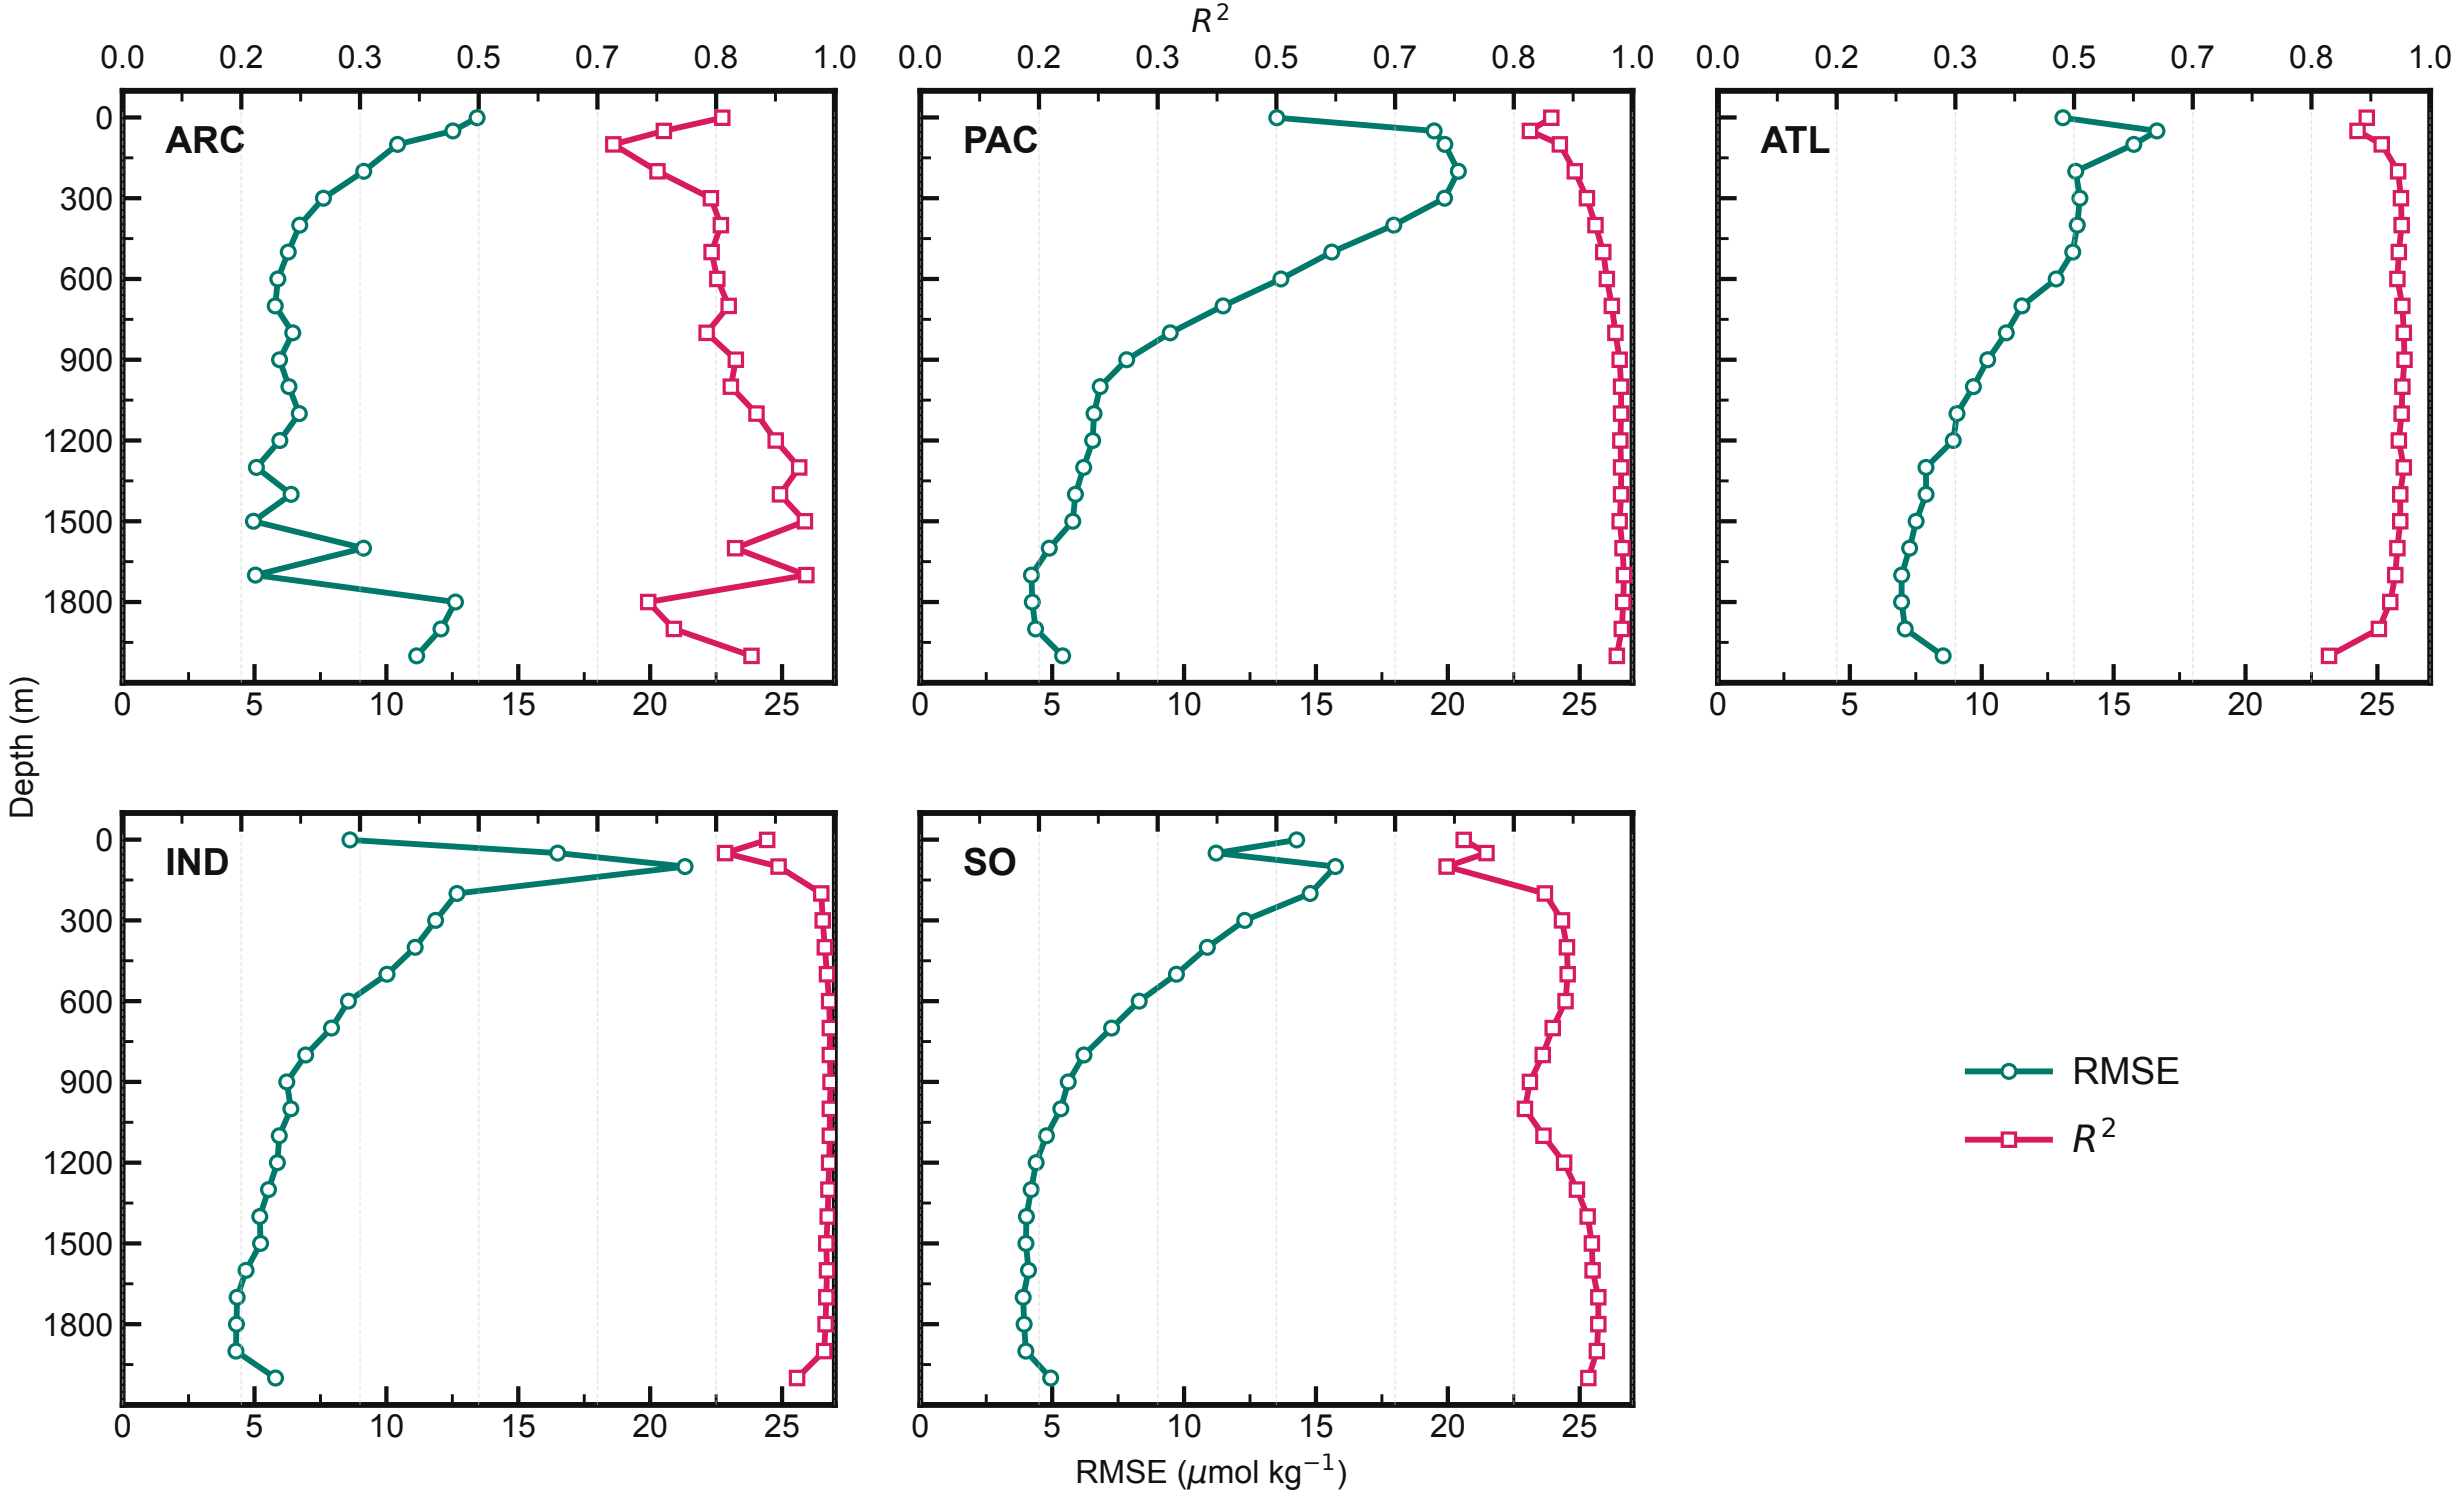 R²
0.0 0.2 0.3 0.5 0.7 0.8 1.0 0.0 0.2 0.3 0.5 0.7 0.8 1.0 0.0 0.2 0.3 0.5 0.7 0.8 1.0
ARC
PAC
ATL
0
300
600
900
1200
1500
1800
0 5 10 15 20 25 0 5 10 15 20 25 0 5 10 15 20 25
Depth (m)
IND
SO
0
300
600
900
1200
1500
1800
0 5 10 15 20 25 0 5 10 15 20 25
RMSE
R²
RMSE (μmol kg⁻¹)